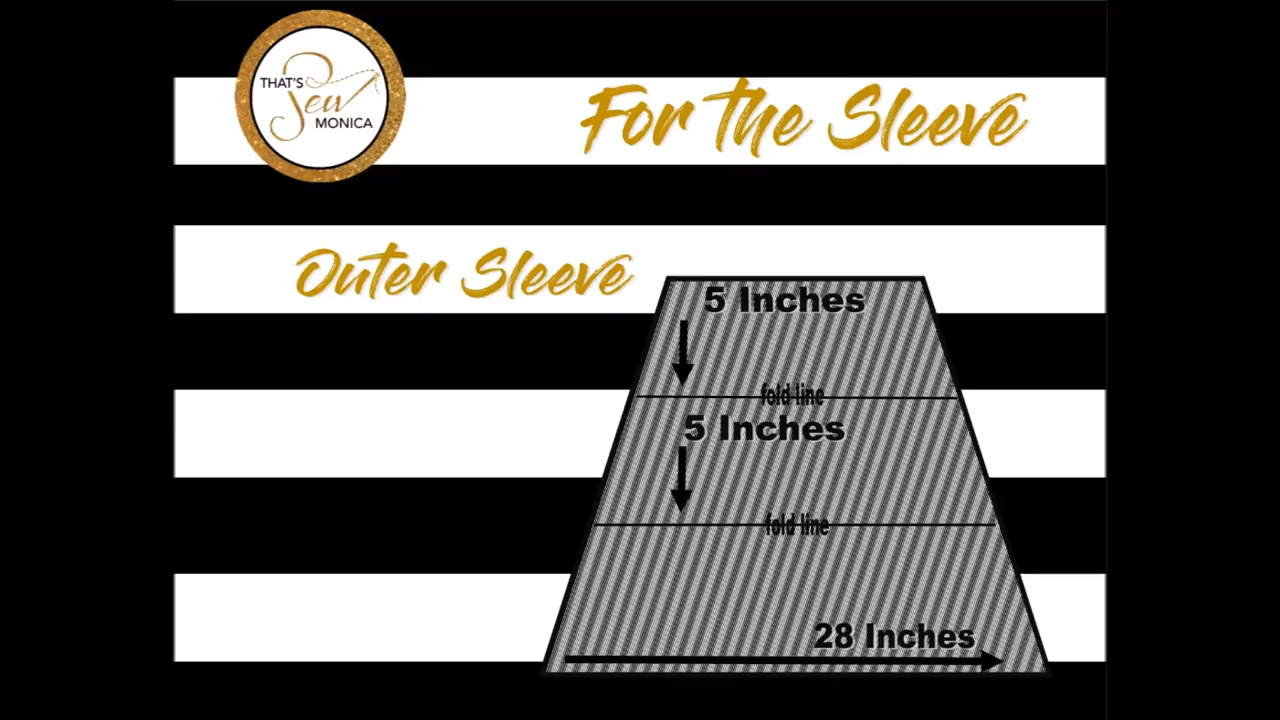 THAT'S
Sew
MONICA
For the Sleeve
Outer Sleeve
5 Inches
fold line
5 Inches
fold line
28 Inches